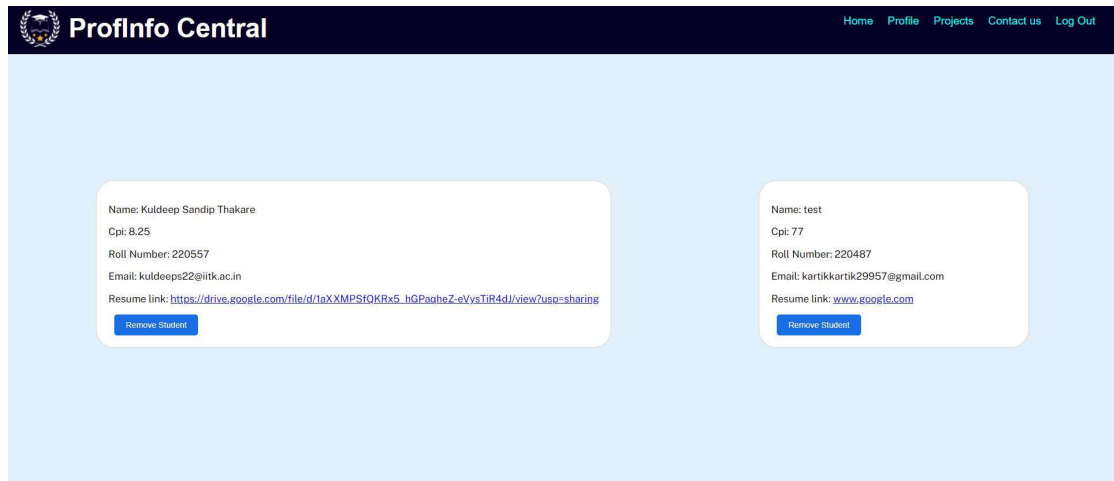 ProfInfo Central
Home Profile Projects Contact us Log Out
Name: Kuldeep Sandip Thakare
Cpi: 8.25
Roll Number: 220557
Email: kuldeeps22@iitk.ac.in
Resume link: https://drive.google.com/file/d/1aXXMPSfQKRx5_hGPaqheZ-eVysTiR4dJ/view?usp=sharing
Remove Student
Name: test
Cpi: 77
Roll Number: 220487
Email: kartikkartik29957@gmail.com
Resume link: www.google.com
Remove Student